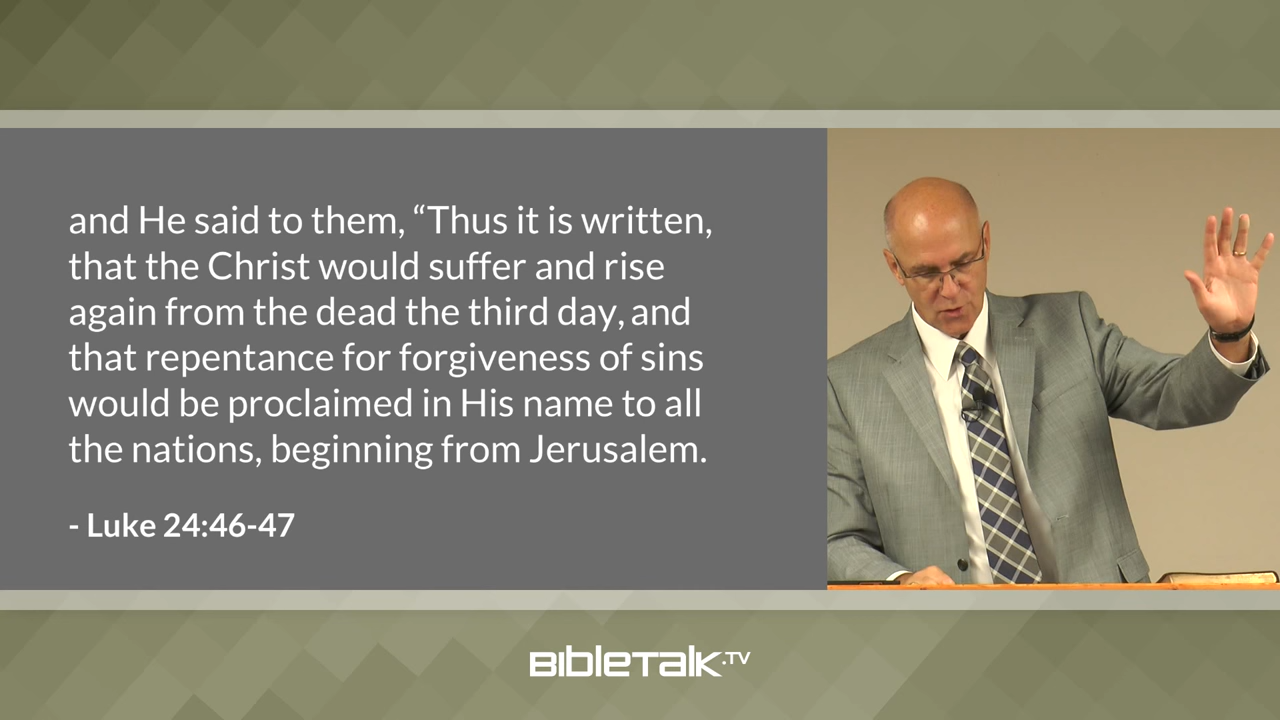 and He said to them, “Thus it is written,
that the Christ would suffer and rise
again from the dead the third day, and
that repentance for forgiveness of sins
would be proclaimed in His name to all
the nations, beginning from Jerusalem.
- Luke 24:46-47
BibleTalk.TV